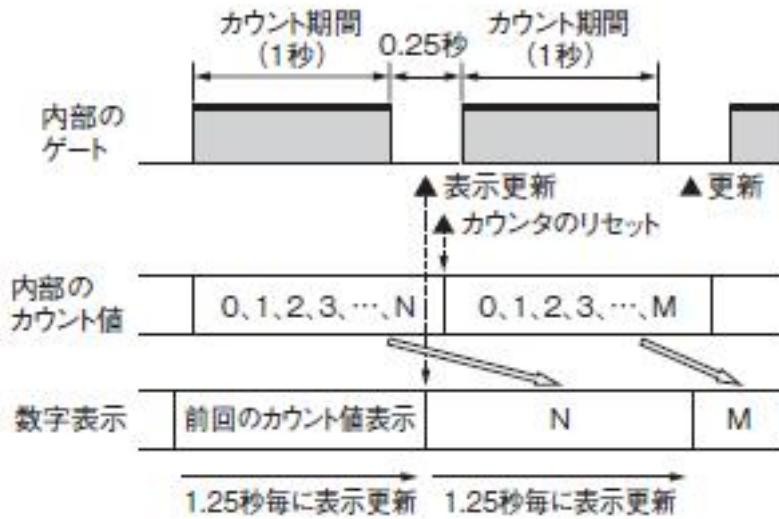 カウント期間
(1秒)
0.25秒
カウント期間
(1秒)
内部の
ゲート
▲表示更新
▲更新
▲カウンタのリセット
内部の
カウント値
0、1、2、3、…、N
0、1、2、3、…、M
数字表示
前回のカウント値表示
N
M
1.25秒毎に表示更新
1.25秒毎に表示更新